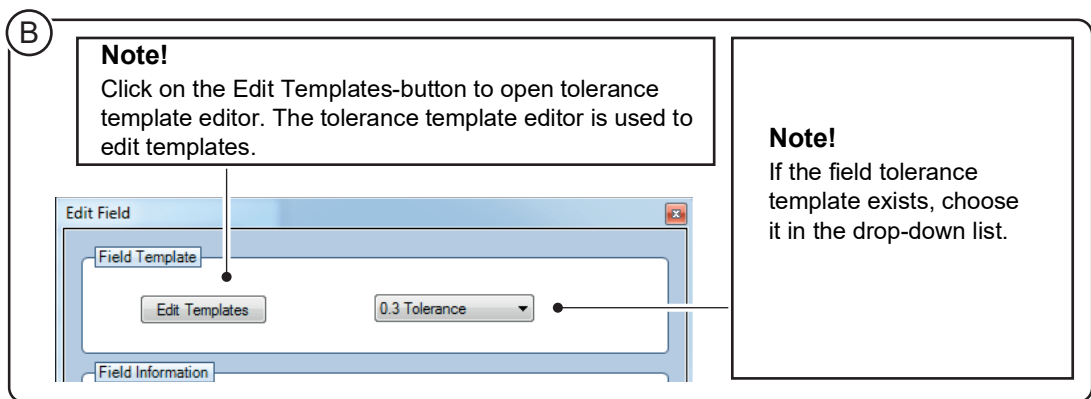 B
Note!
Click on the Edit Templates-button to open tolerance
template editor. The tolerance template editor is used to
edit templates.
Note!
If the field tolerance
template exists, choose
it in the drop-down list.
Edit Field
Field Template
Edit Templates
0.3 Tolerance
Field Information